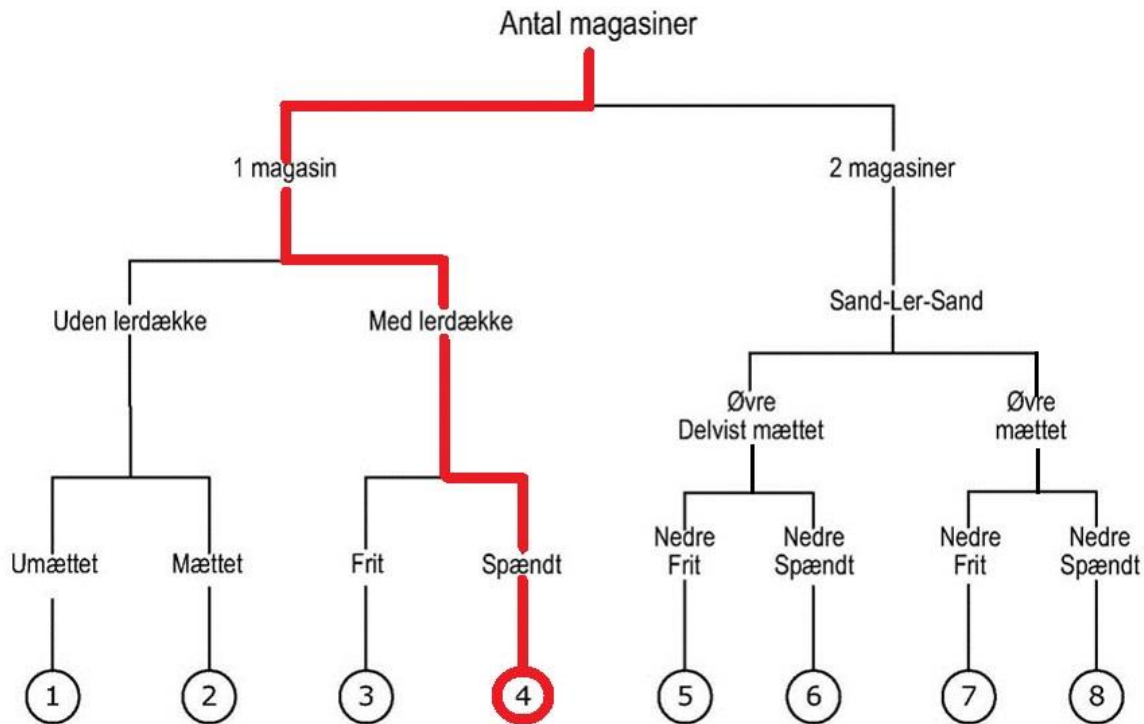 Antal magasiner
1 magasin
2 magasiner
Uden lerdække
Med lerdække
Sand-Ler-Sand
Øvre
Delvist mættet
Øvre
mættet
Umættet
Mættet
Frit
Spændt
Nedre
Frit
Nedre
Spændt
Nedre
Frit
Nedre
Spændt
1
2
3
4
5
6
7
8